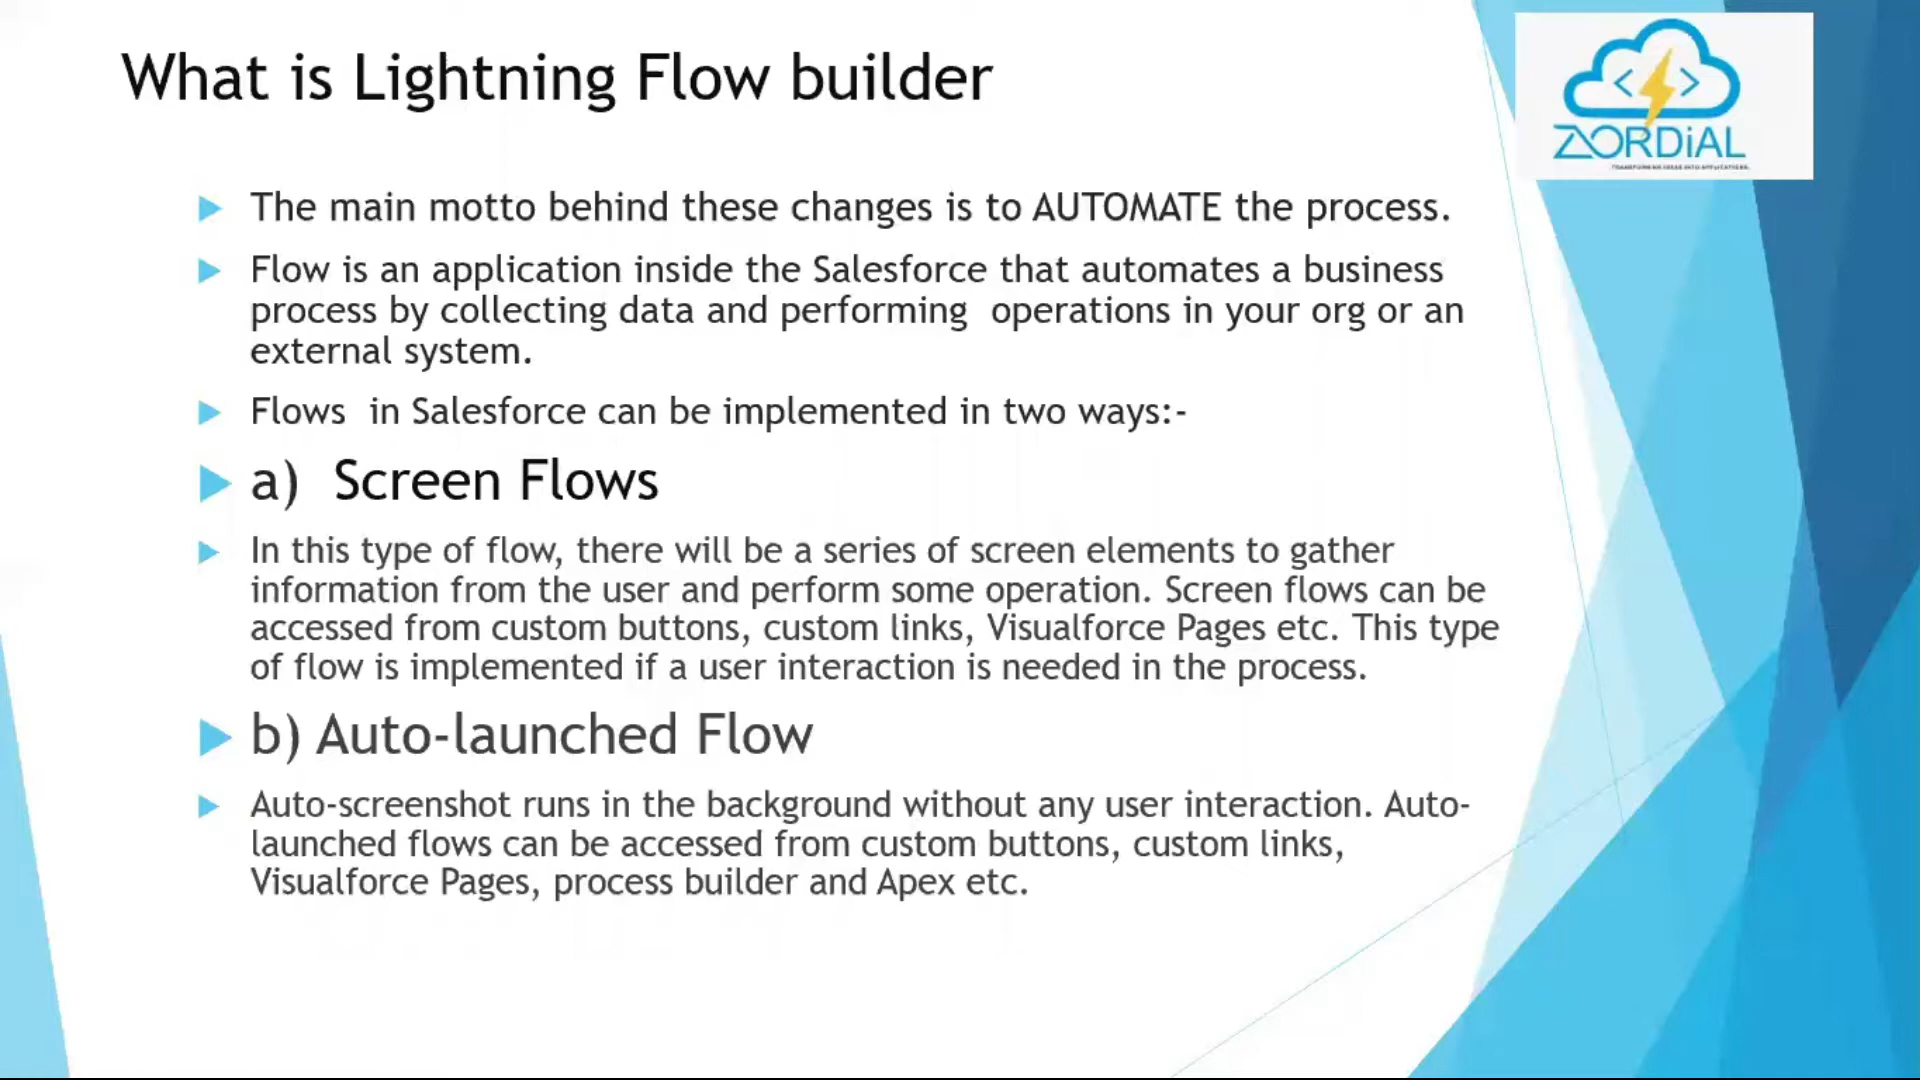 What is Lightning Flow builder
ZORDiAL
The main motto behind these changes is to AUTOMATE the process.
Flow is an application inside the Salesforce that automates a business
process by collecting data and performing  operations in your org or an
external system.
Flows  in Salesforce can be implemented in two ways:-
a)  Screen Flows
In this type of flow, there will be a series of screen elements to gather
information from the user and perform some operation. Screen flows can be
accessed from custom buttons, custom links, Visualforce Pages etc. This type
of flow is implemented if a user interaction is needed in the process.
b) Auto-launched Flow
Auto-screenshot runs in the background without any user interaction. Auto-
launched flows can be accessed from custom buttons, custom links,
Visualforce Pages, process builder and Apex etc.